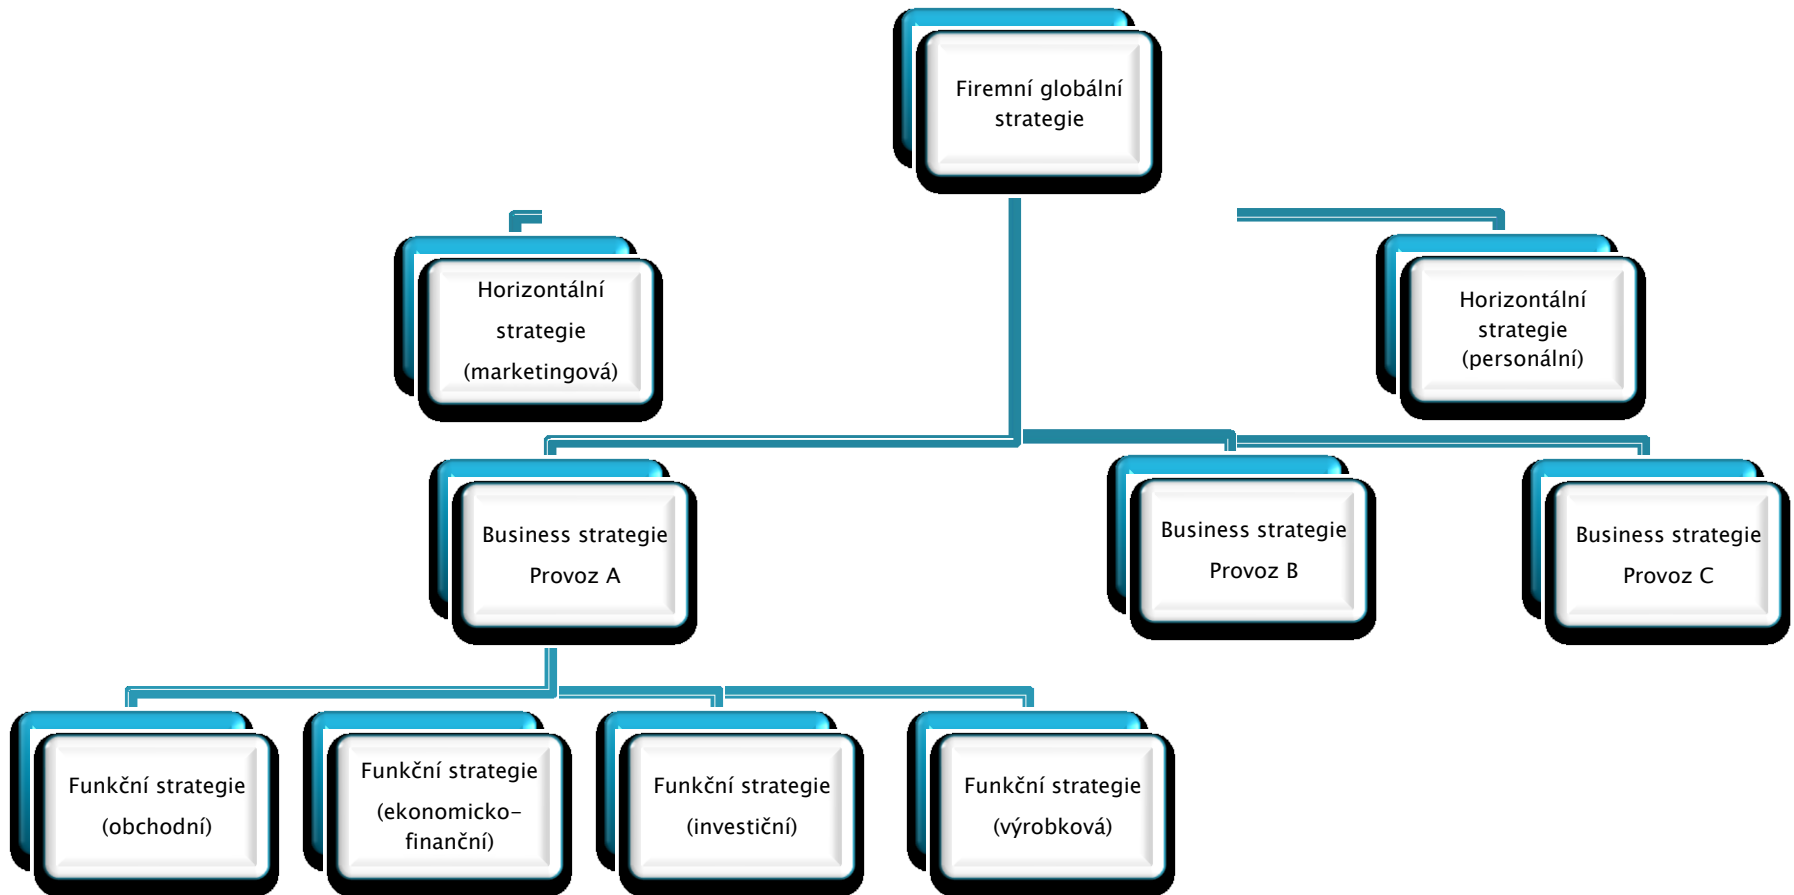 Firemní globální
strategie
Horizontální
strategie
(marketingová)
Horizontální
strategie
(personální)
Business strategie
Provoz A
Business strategie
Provoz B
Business strategie
Provoz C
Funkční strategie
(obchodní)
Funkční strategie
(ekonomicko-
finanční)
Funkční strategie
(investiční)
Funkční strategie
(výrobková)